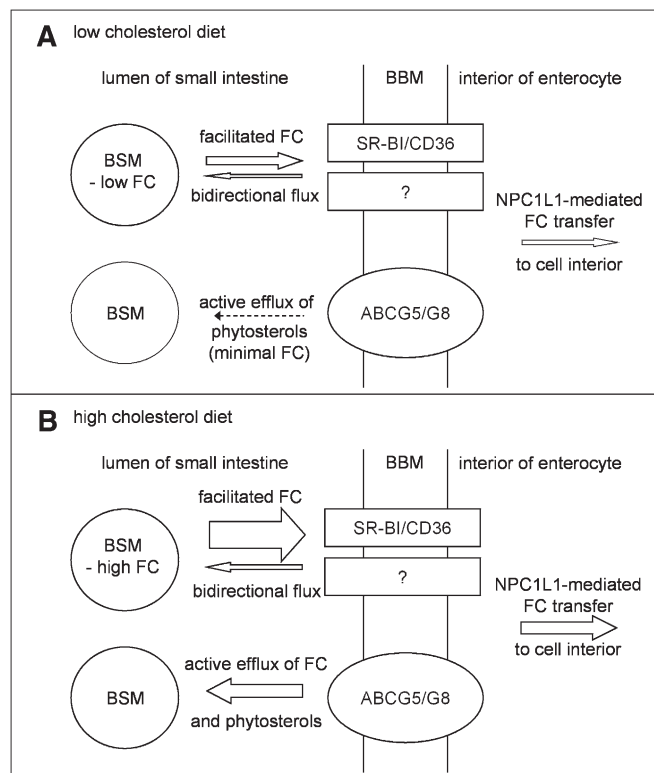 A low cholesterol diet
lumen of small intestine BBM interior of enterocyte
facilitated FC
BSM
- low FC
bidirectional flux
SR-BI/CD36
?
NPC1L1-mediated
FC transfer
to cell interior
BSM
active efflux of
phytosterols
(minimal FC)
ABCG5/G8
B high cholesterol diet
lumen of small intestine BBM interior of enterocyte
facilitated FC
BSM
- high FC
bidirectional flux
SR-BI/CD36
?
NPC1L1-mediated
FC transfer
to cell interior
BSM
active efflux of FC
and phytosterols
ABCG5/G8